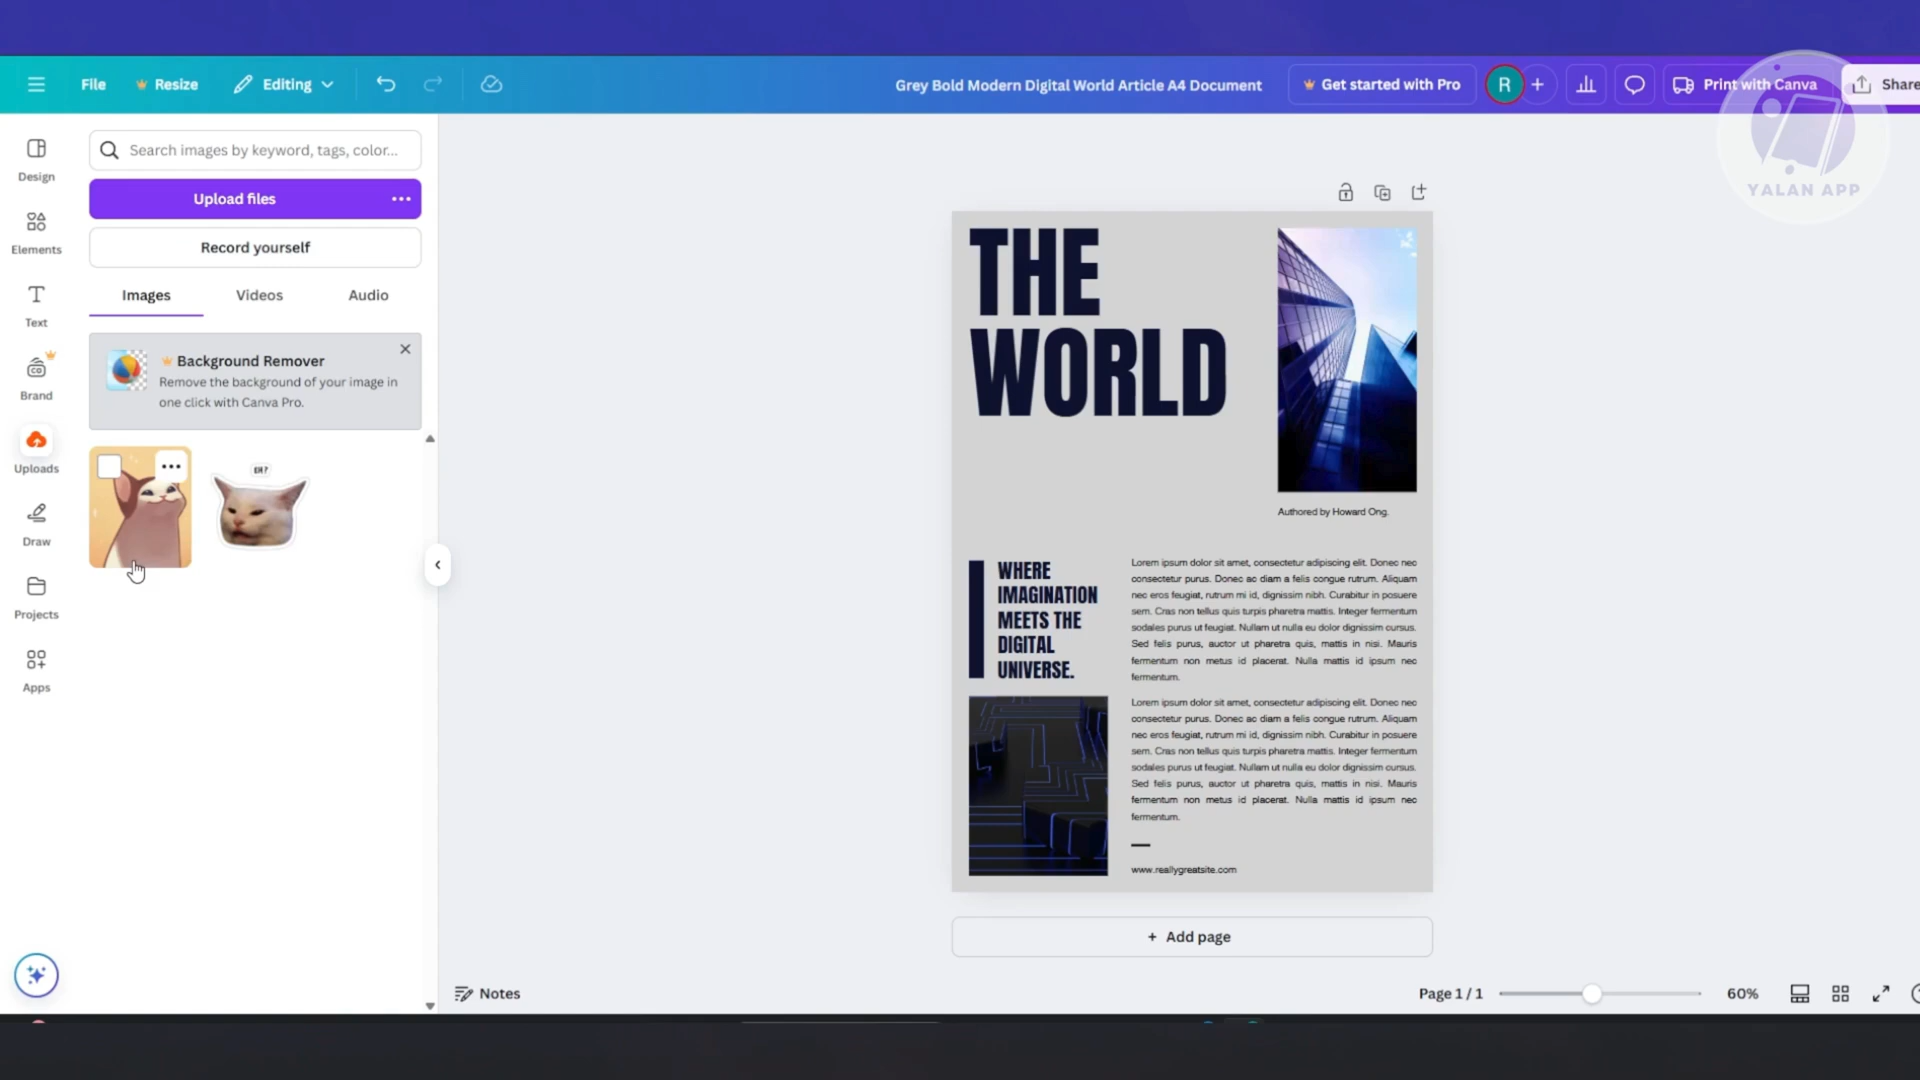 File
Resize
Editing
Grey Bold Modern Digital World Article A4 Document
Get started with Pro
R
Print with Canva
Share
YALAN APP
Design
Elements
Text
Brand
Uploads
Draw
Projects
Apps
Search images by keyword, tags, color...
Upload files
Record yourself
Images
Videos
Audio
Background Remover
Remove the background of your image in
one click with Canva Pro.
EH?
THE
WORLD
Authored by Howard Ong.
WHERE
IMAGINATION
MEETS THE
DIGITAL
UNIVERSE.
Lorem ipsum dolor sit amet, consectetur adipiscing elit. Donec nec
consectetur purus. Donec ac diam a felis congue rutrum. Aliquam
nec eros feugiat, rutrum mi id, dignissim nibh. Curabitur in posuere
sem. Cras non tellus quis turpis pharetra mattis. Integer fermentum
sodales purus ut feugiat. Nullam ut nulla eu dolor dignissim cursus.
Sed felis purus, auctor ut pharetra quis, mattis in nisi. Mauris
fermentum non metus id placerat. Nulla mattis id ipsum nec
fermentum.
Lorem ipsum dolor sit amet, consectetur adipiscing elit. Donec nec
consectetur purus. Donec ac diam a felis congue rutrum. Aliquam
nec eros feugiat, rutrum mi id, dignissim nibh. Curabitur in posuere
sem. Cras non tellus quis turpis pharetra mattis. Integer fermentum
sodales purus ut feugiat. Nullam ut nulla eu dolor dignissim cursus.
Sed felis purus, auctor ut pharetra quis, mattis in nisi. Mauris
fermentum non metus id placerat. Nulla mattis id ipsum nec
fermentum.
www.reallygreatsite.com
+ Add page
Notes
Page 1 / 1
60%